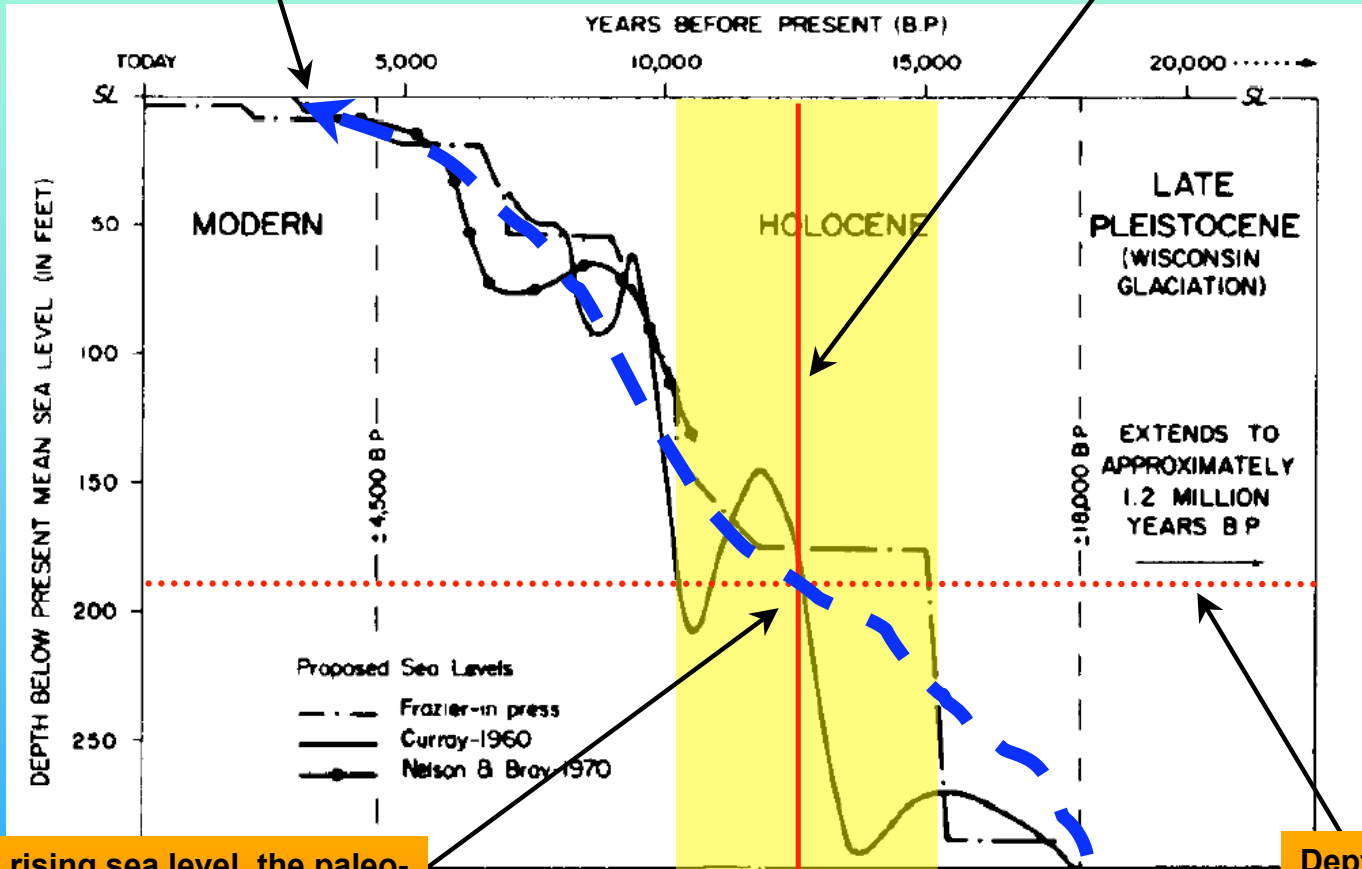 YEARS BEFORE PRESENT (B.P)
TODAY 5,000 10,000 15,000 20,000
SL SL
DEPTH BELOW PRESENT MEAN SEA LEVEL (IN FEET)
50
100
150
200
250
MODERN
HOLOCENE
LATE
PLEISTOCENE
(WISCONSIN
GLACIATION)
±4,500 B P
±18,000 B P
EXTENDS TO
APPROXIMATELY
1.2 MILLION
YEARS B P
Proposed Sea Levels
Frazier-in press
Curray-1960
Nelson & Bray-1970
rising sea level, the paleo-
Dept